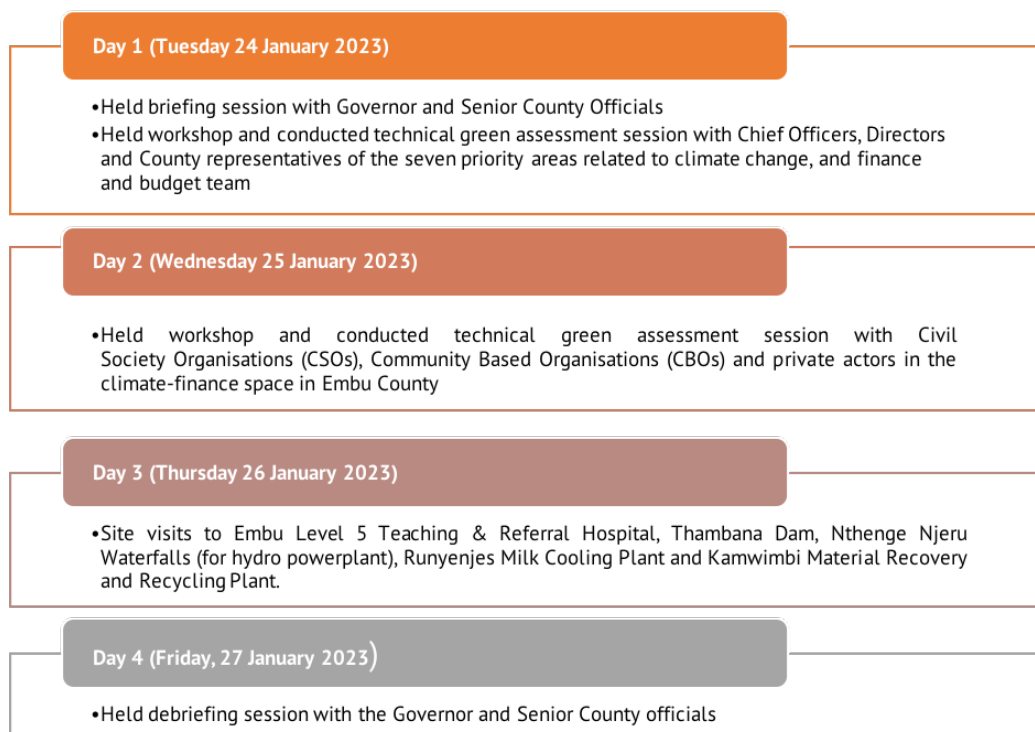 Day 1 (Tuesday 24 January 2023)
•Held briefing session with Governor and Senior County Officials
•Held workshop and conducted technical green assessment session with Chief Officers, Directors
and County representatives of the seven priority areas related to climate change, and finance
and budget team
Day 2 (Wednesday 25 January 2023)
•Held workshop and conducted technical green assessment session with Civil
Society Organisations (CSOs), Community Based Organisations (CBOs) and private actors in the
climate-finance space in Embu County
Day 3 (Thursday 26 January 2023)
•Site visits to Embu Level 5 Teaching & Referral Hospital, Thambana Dam, Nthenge Njeru
Waterfalls (for hydro powerplant), Runyenjes Milk Cooling Plant and Kamwimbi Material Recovery
and Recycling Plant.
Day 4 (Friday, 27 January 2023)
•Held debriefing session with the Governor and Senior County officials